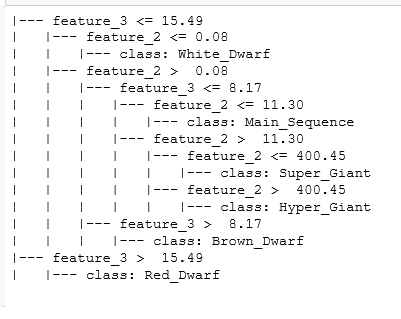 |--- feature_3 <= 15.49
|   |--- feature_2 <= 0.08
|   |   |--- class: White_Dwarf
|   |--- feature_2 >  0.08
|   |   |--- feature_3 <= 8.17
|   |   |   |--- feature_2 <= 11.30
|   |   |   |   |--- class: Main_Sequence
|   |   |   |--- feature_2 >  11.30
|   |   |   |   |--- feature_2 <= 400.45
|   |   |   |   |   |--- class: Super_Giant
|   |   |   |   |--- feature_2 >  400.45
|   |   |   |   |   |--- class: Hyper_Giant
|   |   |--- feature_3 >  8.17
|   |   |   |--- class: Brown_Dwarf
|--- feature_3 >  15.49
|   |--- class: Red_Dwarf